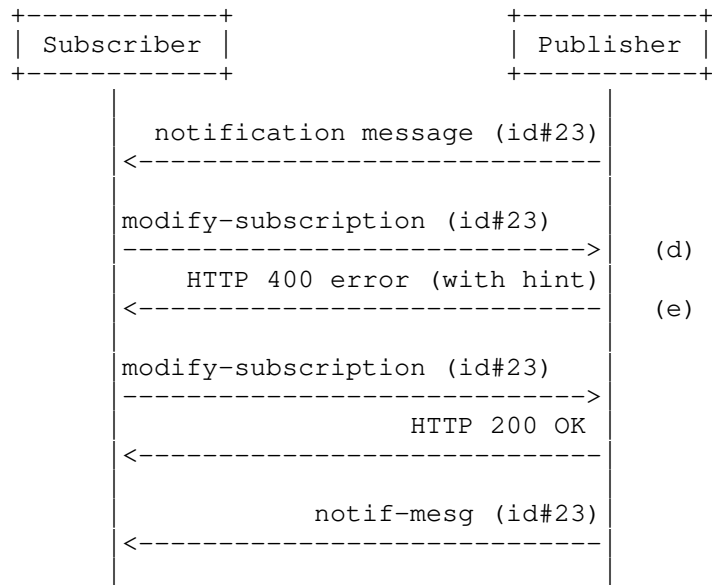 Subscriber Publisher
notification message (id#23)
modify-subscription (id#23)
(d)
HTTP 400 error (with hint)
(e)
modify-subscription (id#23)
HTTP 200 OK
notif-mesg (id#23)